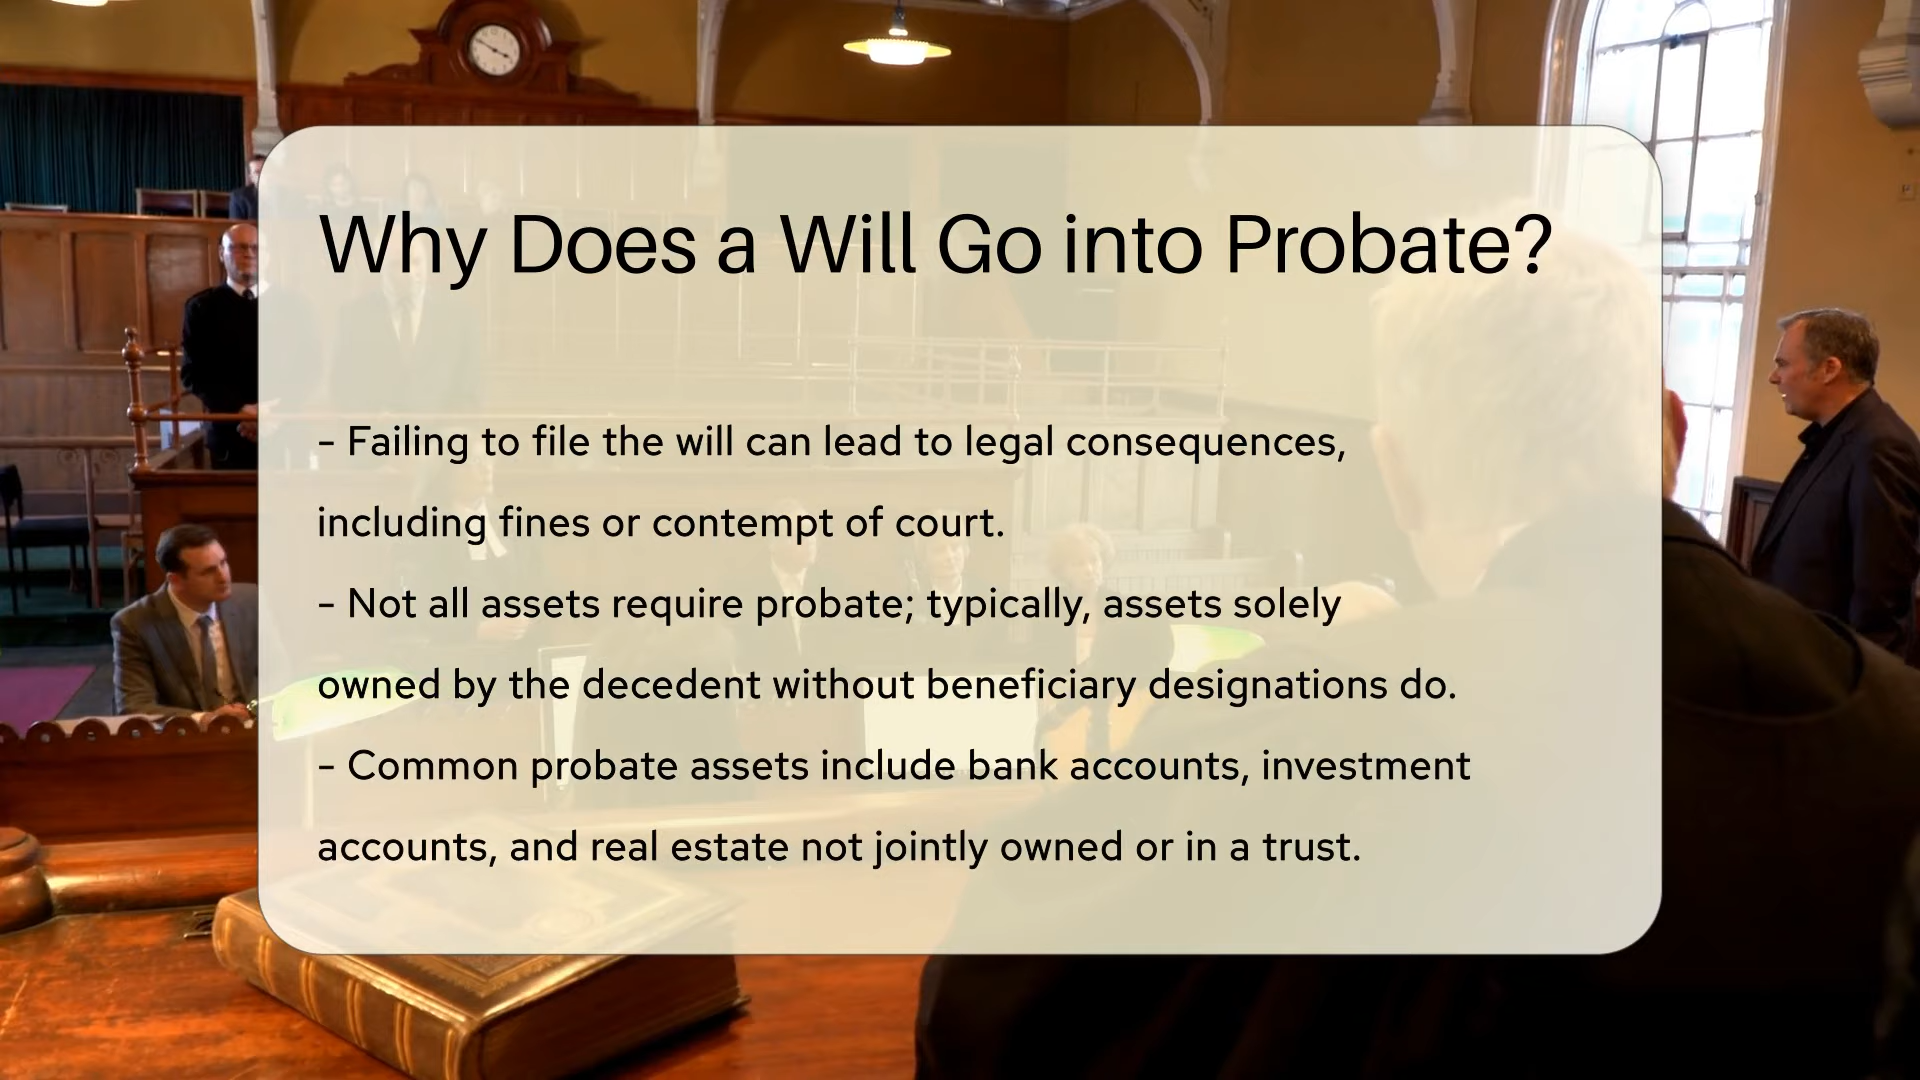 Why Does a Will Go into Probate?
– Failing to file the will can lead to legal consequences,
including fines or contempt of court.
– Not all assets require probate; typically, assets solely
owned by the decedent without beneficiary designations do.
– Common probate assets include bank accounts, investment
accounts, and real estate not jointly owned or in a trust.